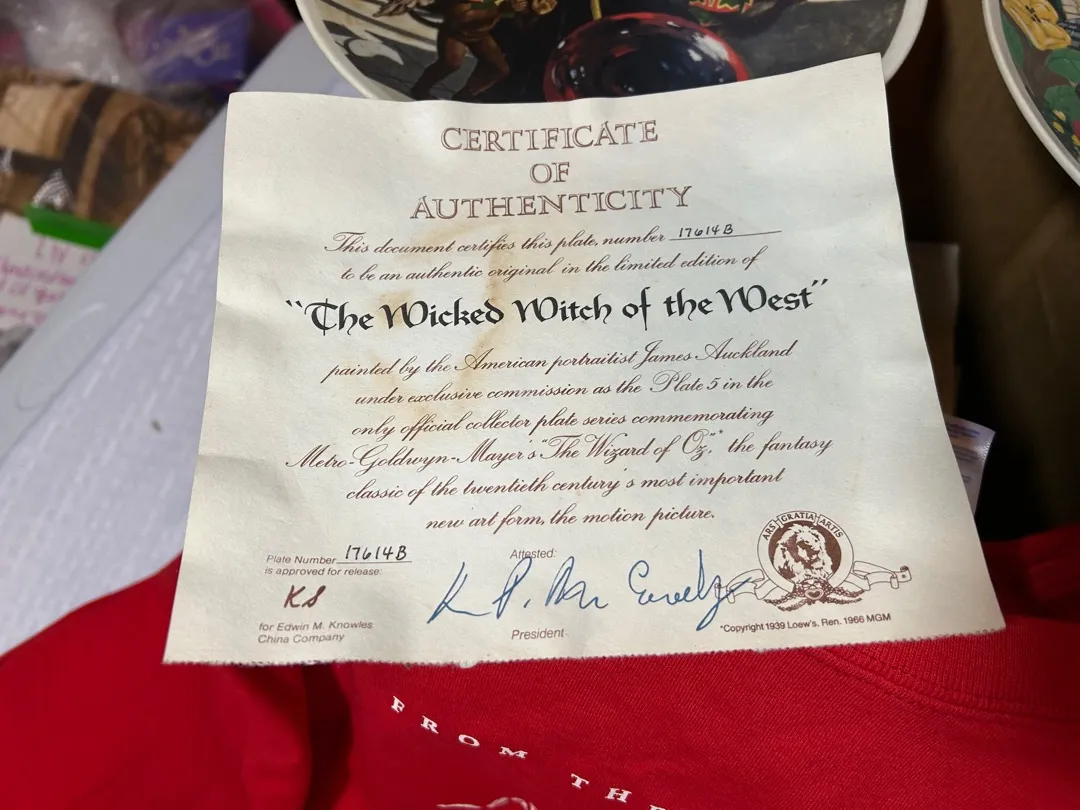 CERTIFICATE
OF
AUTHENTICITY
This document certifies this plate, number 17614B
to be an authentic original in the limited edition of
"The Wicked Witch of the West"
painted by the American portraitist James Auckland
under exclusive commission as the Plate 5 in the
only official collector plate series commemorating
Metro-Goldwyn-Mayer's "The Wizard of Oz,"* the fantasy
classic of the twentieth century's most important
new art form, the motion picture.
Plate Number 17614B
is approved for release:
KS
for Edwin M. Knowles
China Company
Attested:
President
ARS GRATIA ARTIS
*Copyright 1939 Loew's. Ren. 1966 MGM
FROM THE